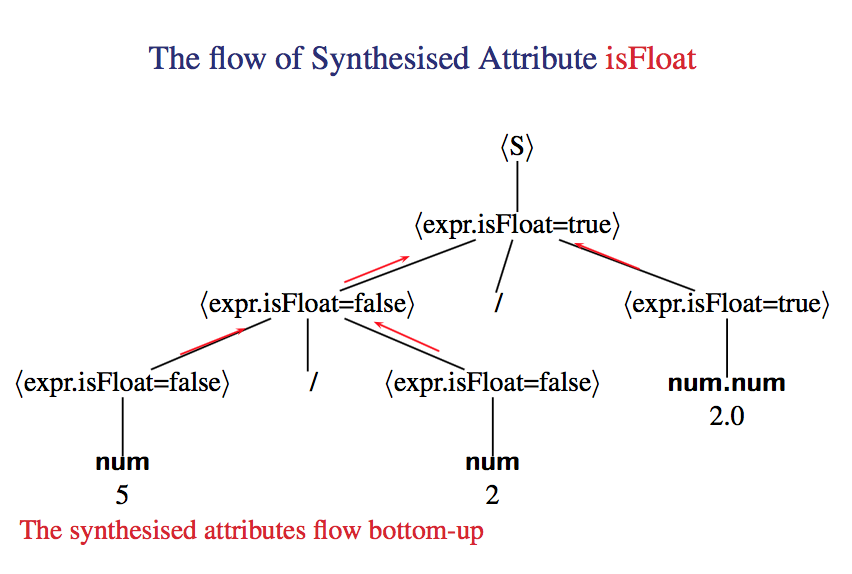 The flow of Synthesised Attribute isFloat
⟨S⟩
⟨expr.isFloat=true⟩
⟨expr.isFloat=false⟩ / ⟨expr.isFloat=true⟩
⟨expr.isFloat=false⟩ / ⟨expr.isFloat=false⟩ num.num
2.0
num num
5 2
The synthesised attributes flow bottom-up